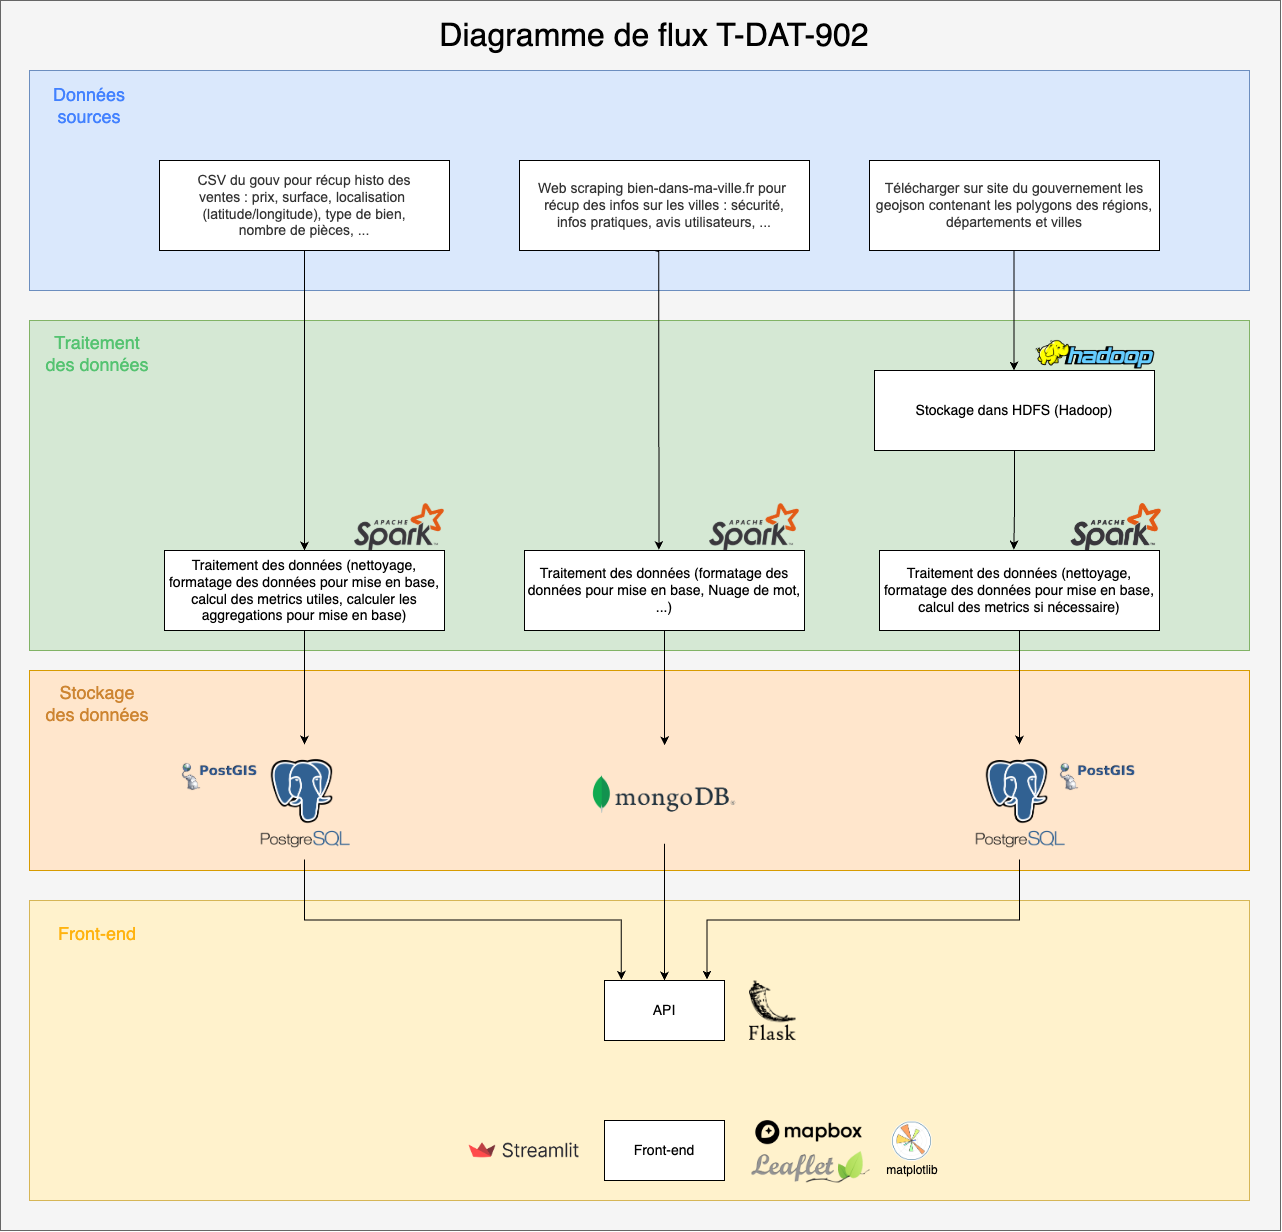 Diagramme de flux T-DAT-902
Données
sources
CSV du gouv pour récup histo des
ventes : prix, surface, localisation
(latitude/longitude), type de bien,
nombre de pièces, ...
Web scraping bien-dans-ma-ville.fr pour
récup des infos sur les villes : sécurité,
infos pratiques, avis utilisateurs, ...
Télécharger sur site du gouvernement les
geojson contenant les polygons des régions,
départements et villes
Traitement
des données
hadoop
Stockage dans HDFS (Hadoop)
APACHE
Spark™
APACHE
Spark™
APACHE
Spark™
Traitement des données (nettoyage,
formatage des données pour mise en base,
calcul des metrics utiles, calculer les
aggregations pour mise en base)
Traitement des données (formatage des
données pour mise en base, Nuage de mot,
...)
Traitement des données (nettoyage,
formatage des données pour mise en base,
calcul des metrics si nécessaire)
Stockage
des données
PostGIS
PostgreSQL
mongoDB®
PostGIS
PostgreSQL
Front-end
API
Flask
Streamlit
Front-end
mapbox
Leaflet
matplotlib